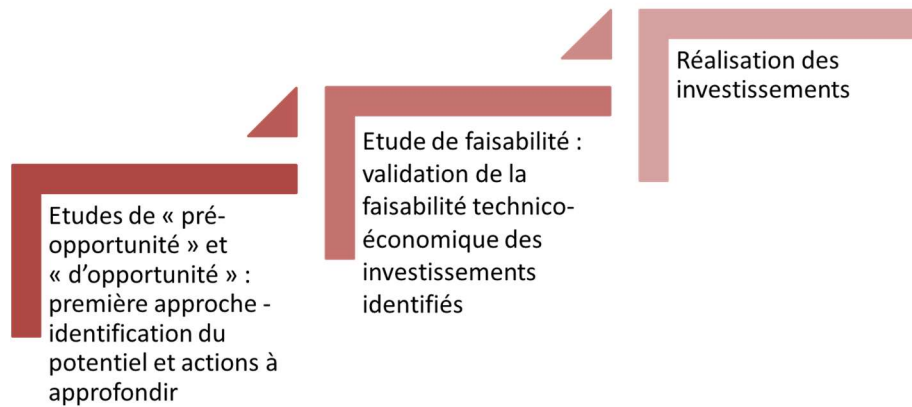 Etudes de « pré-
opportunité » et
« d’opportunité » :
première approche -
identification du
potentiel et actions à
approfondir
Etude de faisabilité :
validation de la
faisabilité technico-
économique des
investissements
identifiés
Réalisation des
investissements